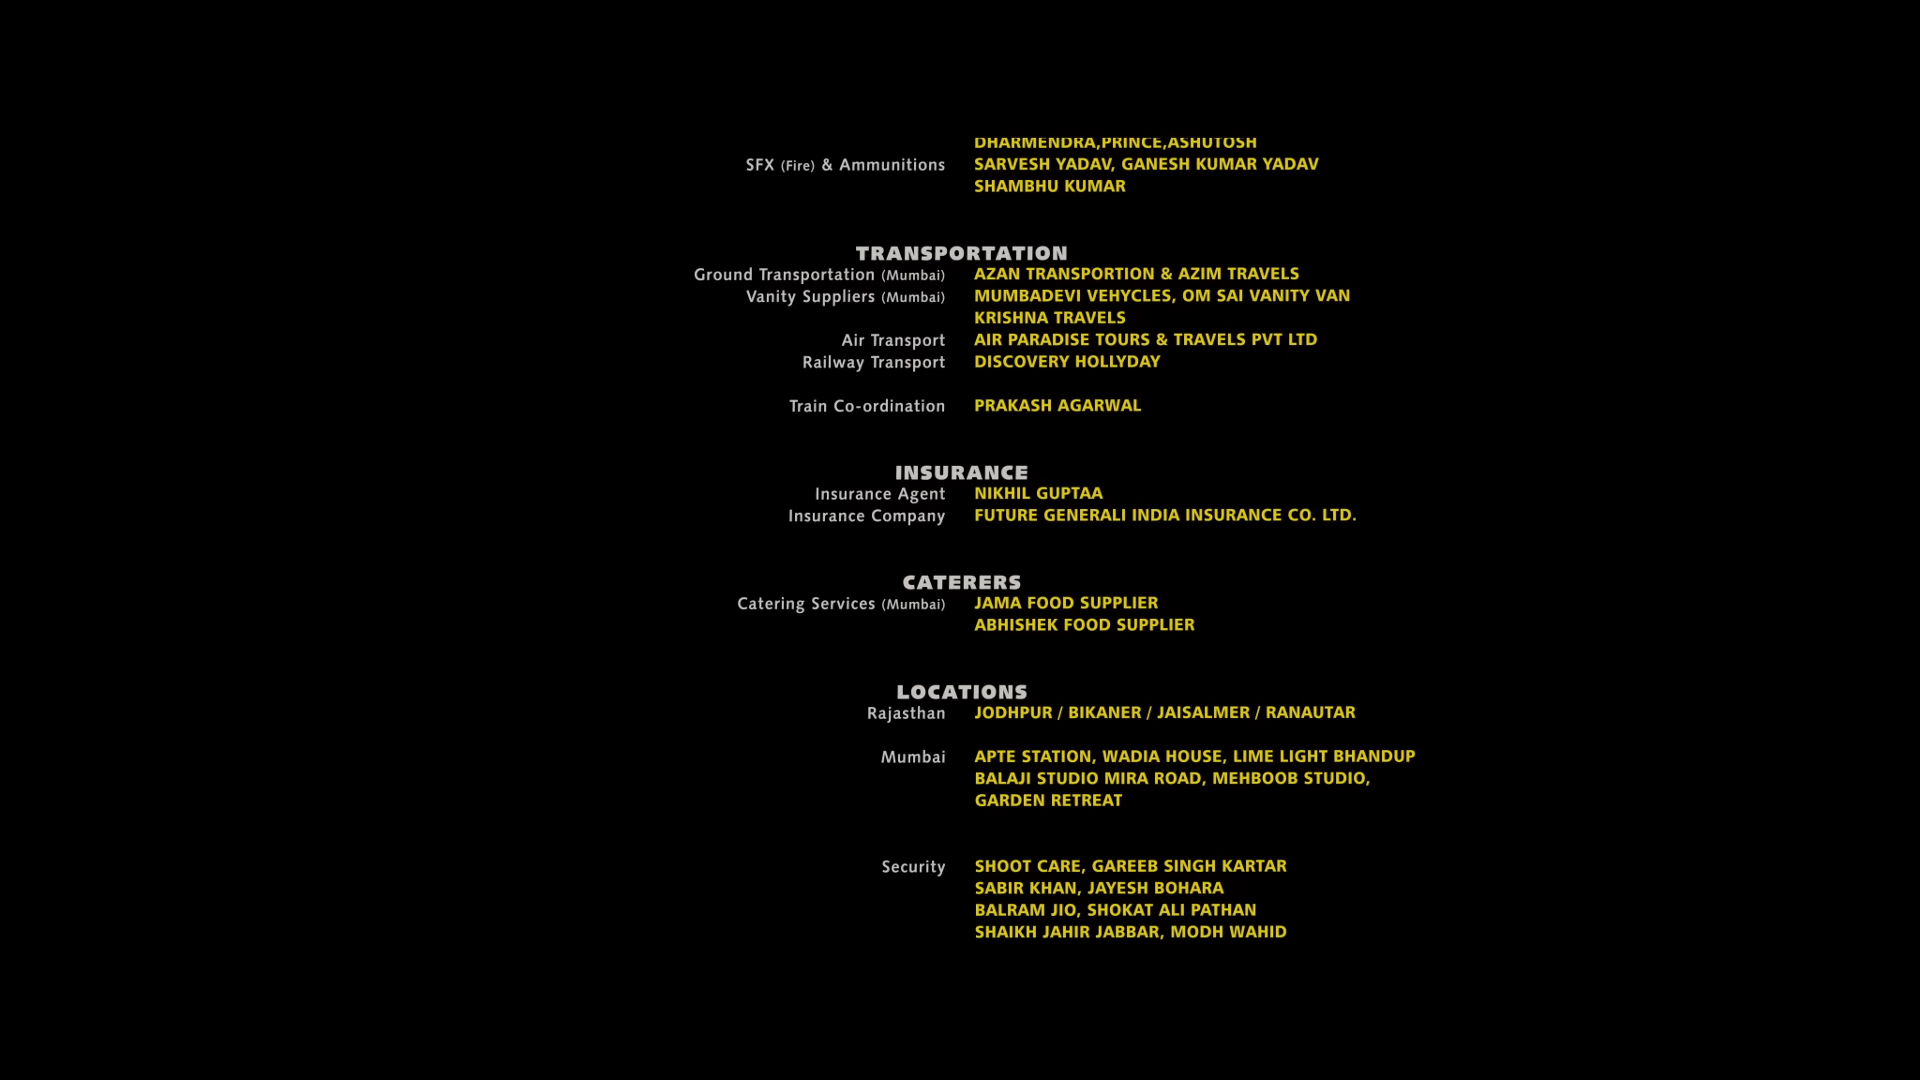 DHARMENDRA,PRINCE,ASHUTOSH
SFX (Fire) & Ammunitions SARVESH YADAV, GANESH KUMAR YADAV
SHAMBHU KUMAR
TRANSPORTATION
Ground Transportation (Mumbai) AZAN TRANSPORTION & AZIM TRAVELS
Vanity Suppliers (Mumbai) MUMBADEVI VEHYCLES, OM SAI VANITY VAN
KRISHNA TRAVELS
Air Transport AIR PARADISE TOURS & TRAVELS PVT LTD
Railway Transport DISCOVERY HOLLYDAY
Train Co-ordination PRAKASH AGARWAL
INSURANCE
Insurance Agent NIKHIL GUPTAA
Insurance Company FUTURE GENERALI INDIA INSURANCE CO. LTD.
CATERERS
Catering Services (Mumbai) JAMA FOOD SUPPLIER
ABHISHEK FOOD SUPPLIER
LOCATIONS
Rajasthan JODHPUR / BIKANER / JAISALMER / RANAUTAR
Mumbai APTE STATION, WADIA HOUSE, LIME LIGHT BHANDUP
BALAJI STUDIO MIRA ROAD, MEHBOOB STUDIO,
GARDEN RETREAT
Security SHOOT CARE, GAREEB SINGH KARTAR
SABIR KHAN, JAYESH BOHARA
BALRAM JIO, SHOKAT ALI PATHAN
SHAIKH JAHIR JABBAR, MODH WAHID